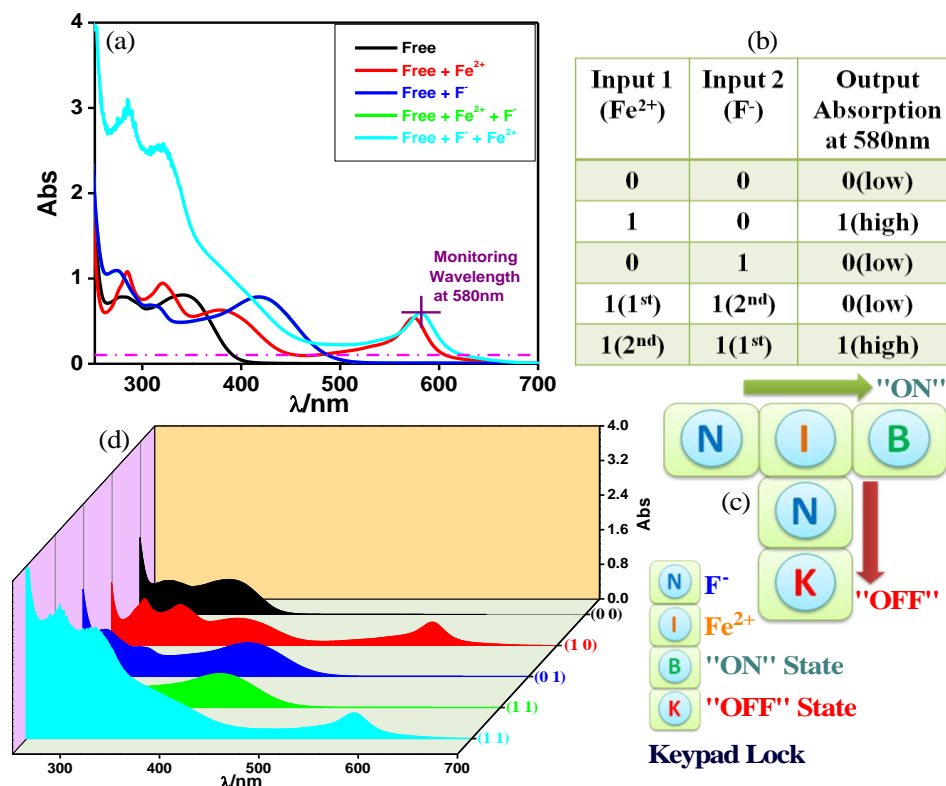 (a)
Free
Free + Fe²⁺
Free + F⁻
Free + Fe²⁺ + F⁻
Free + F⁻ + Fe²⁺
4
3
2
1
0
Abs
Monitoring
Wavelength
at 580nm
300 400 500 600 700
λ/nm
(b)
Input 1 (Fe²⁺) Input 2 (F⁻) Output Absorption at 580nm
0 0 0(low)
1 0 1(high)
0 1 0(low)
1(1ˢᵗ) 1(2ⁿᵈ) 0(low)
1(2ⁿᵈ) 1(1ˢᵗ) 1(high)
"ON"
N I B
(c)
N
K
"OFF"
N F⁻
I Fe²⁺
B "ON" State
K "OFF" State
Keypad Lock
(d)
4.0
3.2
2.4
1.6
0.8
0.0
Abs
(0 0)
(1 0)
(0 1)
(1 1)
(1 1)
300 400 500 600 700
λ/nm